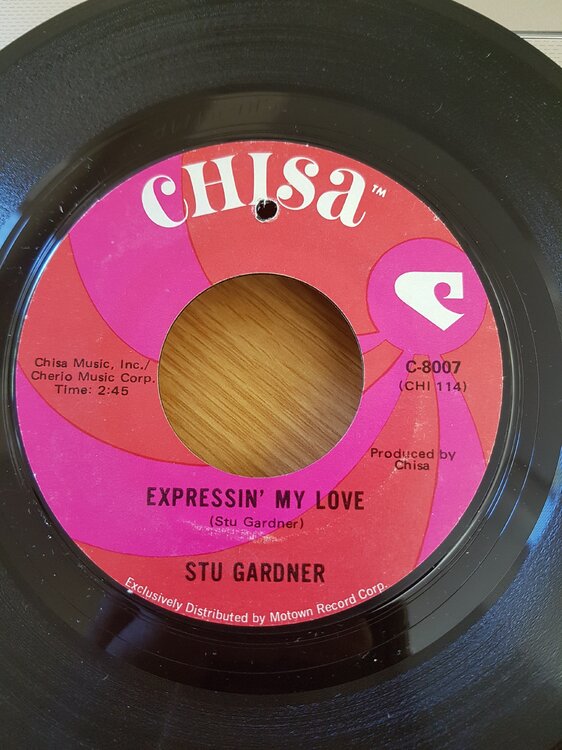 CHISA™
Chisa Music, Inc./
Cherio Music Corp.
Time: 2:45
C-8007
(CHI 114)
Produced by
Chisa
EXPRESSIN' MY LOVE
(Stu Gardner)
STU GARDNER
Exclusively Distributed by Motown Record Corp.